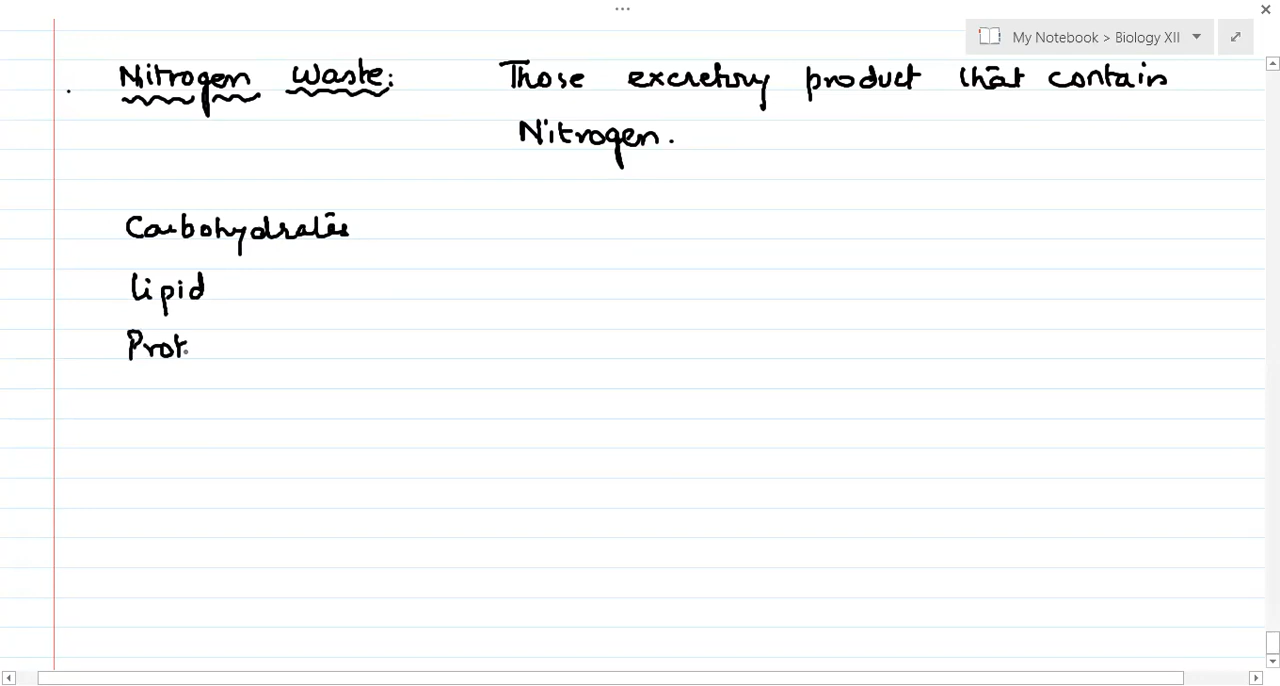 My Notebook > Biology XII
Nitrogen Waste: Those excretory product that contain
Nitrogen.
Carbohydrates
Lipid
Prot